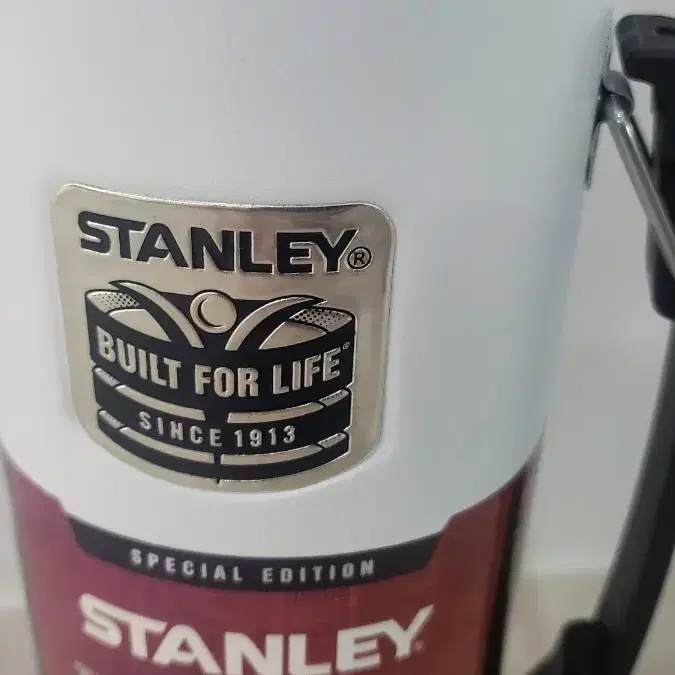 STANLEY®
BUILT FOR LIFE®
SINCE 1913
SPECIAL EDITION
STANLEY®